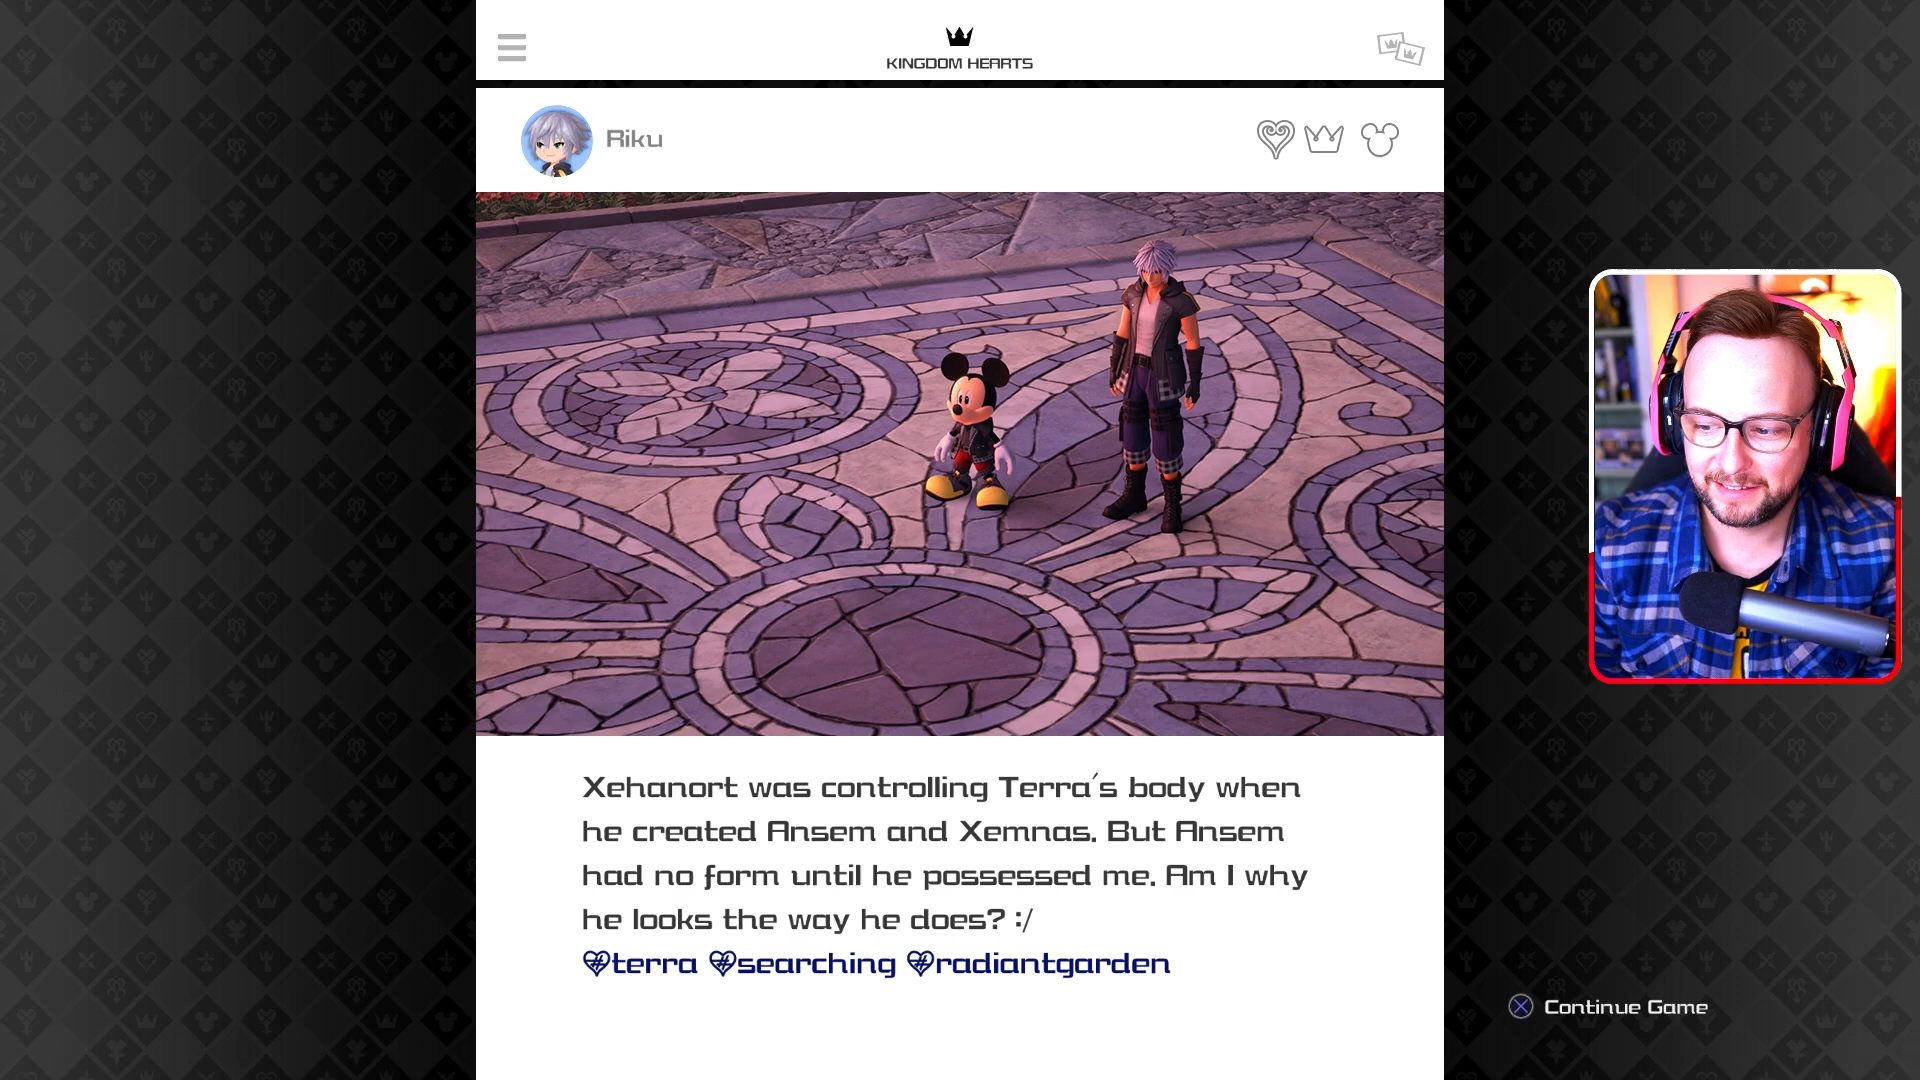 KINGDOM HEARTS
Riku
Xehanort was controlling Terra's body when
he created Ansem and Xemnas. But Ansem
had no form until he possessed me. Am I why
he looks the way he does? :/
#terra #searching #radiantgarden
Continue Game